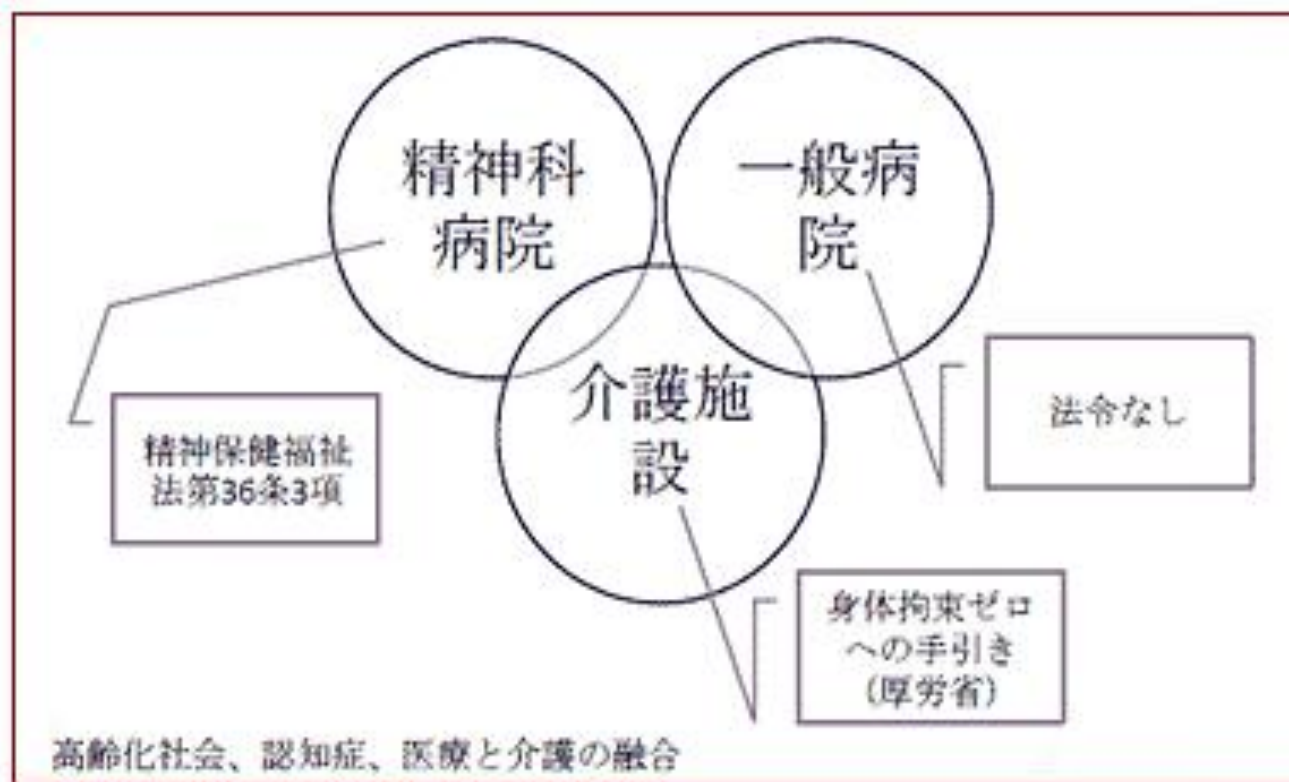 精神科
病院
一般病
院
介護施
設
精神保健福祉
法第36条3項
法令なし
身体拘束ゼロ
への手引き
(厚労省)
高齢化社会、認知症、医療と介護の融合